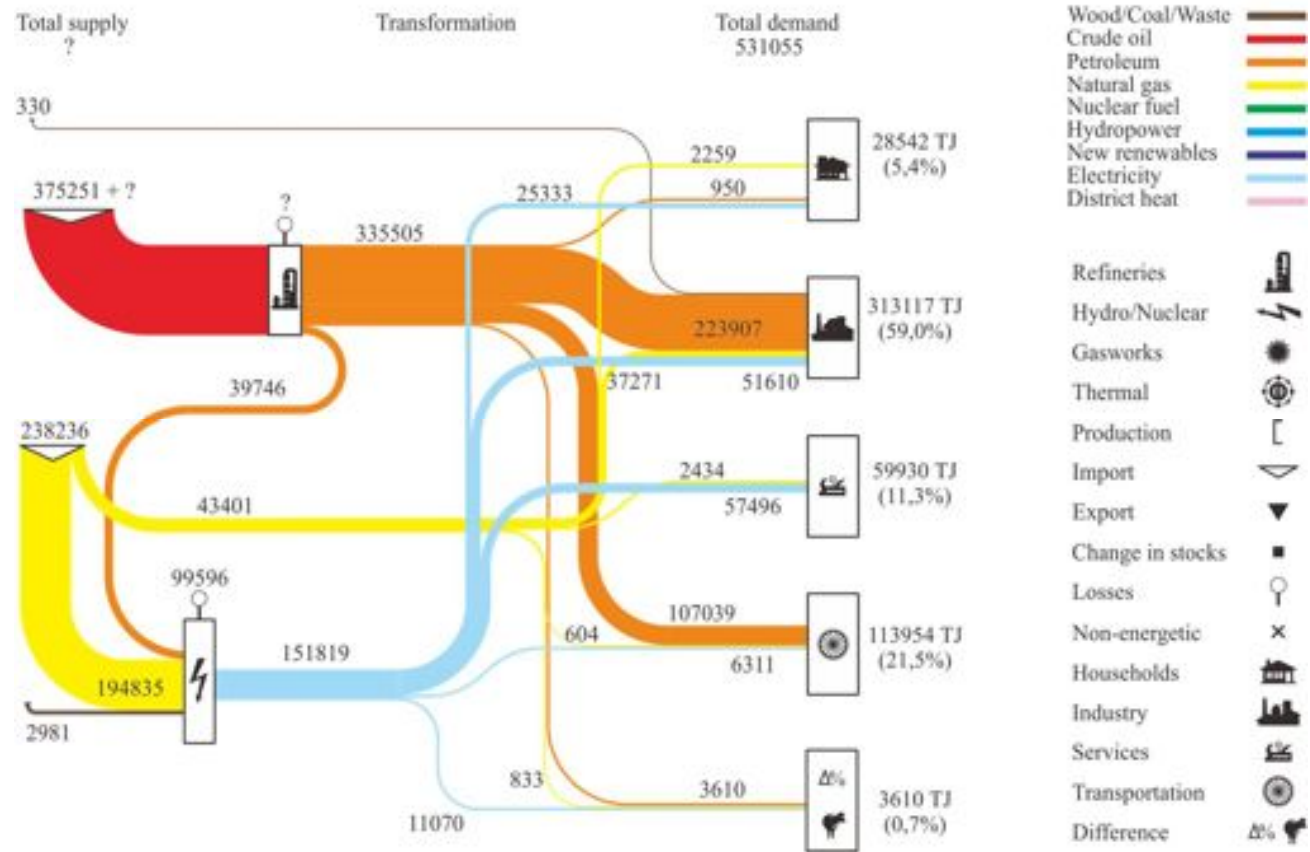 Total supply
?
Transformation
Total demand
531055
330
375251 + ?
?
335505
39746
238236
43401
99596
194835
2981
151819
25333
2259
950
223907
37271
51610
2434
57496
107039
604
6311
833
3610
11070
28542 TJ
(5,4%)
313117 TJ
(59,0%)
59930 TJ
(11,3%)
113954 TJ
(21,5%)
Δ%
3610 TJ
(0,7%)
Wood/Coal/Waste
Crude oil
Petroleum
Natural gas
Nuclear fuel
Hydropower
New renewables
Electricity
District heat
Refineries
Hydro/Nuclear
Gasworks
Thermal
Production
Import
Export
Change in stocks
Losses
Non-energetic
Households
Industry
Services
Transportation
Difference Δ%